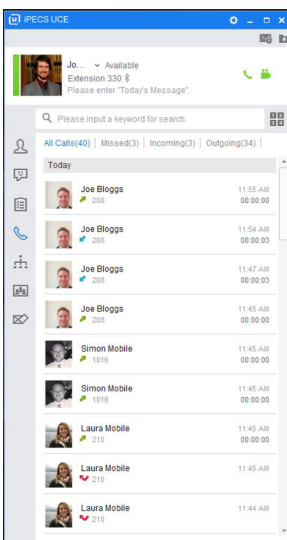 iPECS UCE
Jo... Available
Extension 330
Please enter "Today's Message".
Please input a keyword for search.
All Calls(40) | Missed(3) | Incoming(3) | Outgoing(34) |
Today
Joe Bloggs 11:55 AM
208 00:00:00
Joe Bloggs 11:54 AM
208 00:00:03
Joe Bloggs 11:47 AM
208 00:00:03
Joe Bloggs 11:45 AM
208 00:00:00
Simon Mobile 11:45 AM
1016 00:00:00
Simon Mobile 11:45 AM
1016 00:00:00
Laura Mobile 11:45 AM
210 00:00:00
Laura Mobile 11:45 AM
210
Laura Mobile 11:44 AM
210